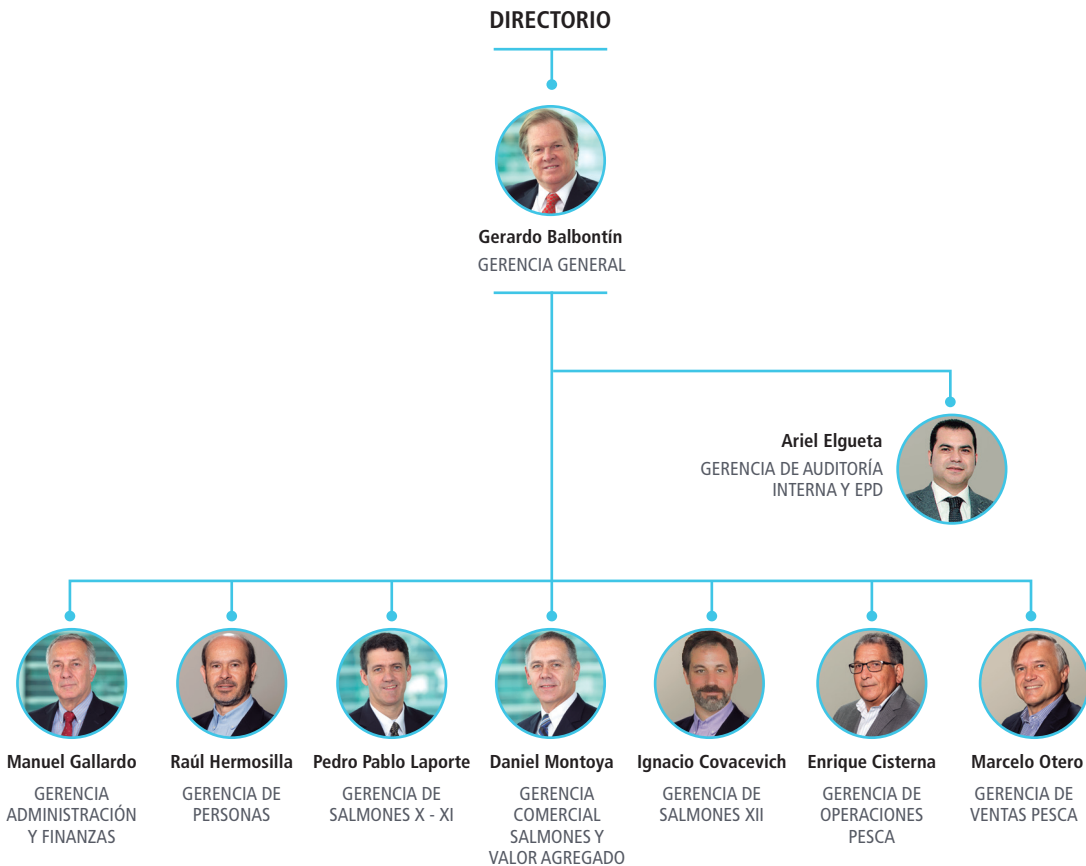 DIRECTORIO
Gerardo Balbontín
GERENCIA GENERAL
Ariel Elgueta
GERENCIA DE AUDITORÍA
INTERNA Y EPD
Manuel Gallardo
GERENCIA
ADMINISTRACIÓN
Y FINANZAS
Raúl Hermosilla
GERENCIA DE
PERSONAS
Pedro Pablo Laporte
GERENCIA DE
SALMONES X - XI
Daniel Montoya
GERENCIA
COMERCIAL
SALMONES Y
VALOR AGREGADO
Ignacio Covacevich
GERENCIA DE
SALMONES XII
Enrique Cisterna
GERENCIA DE
OPERACIONES
PESCA
Marcelo Otero
GERENCIA DE
VENTAS PESCA